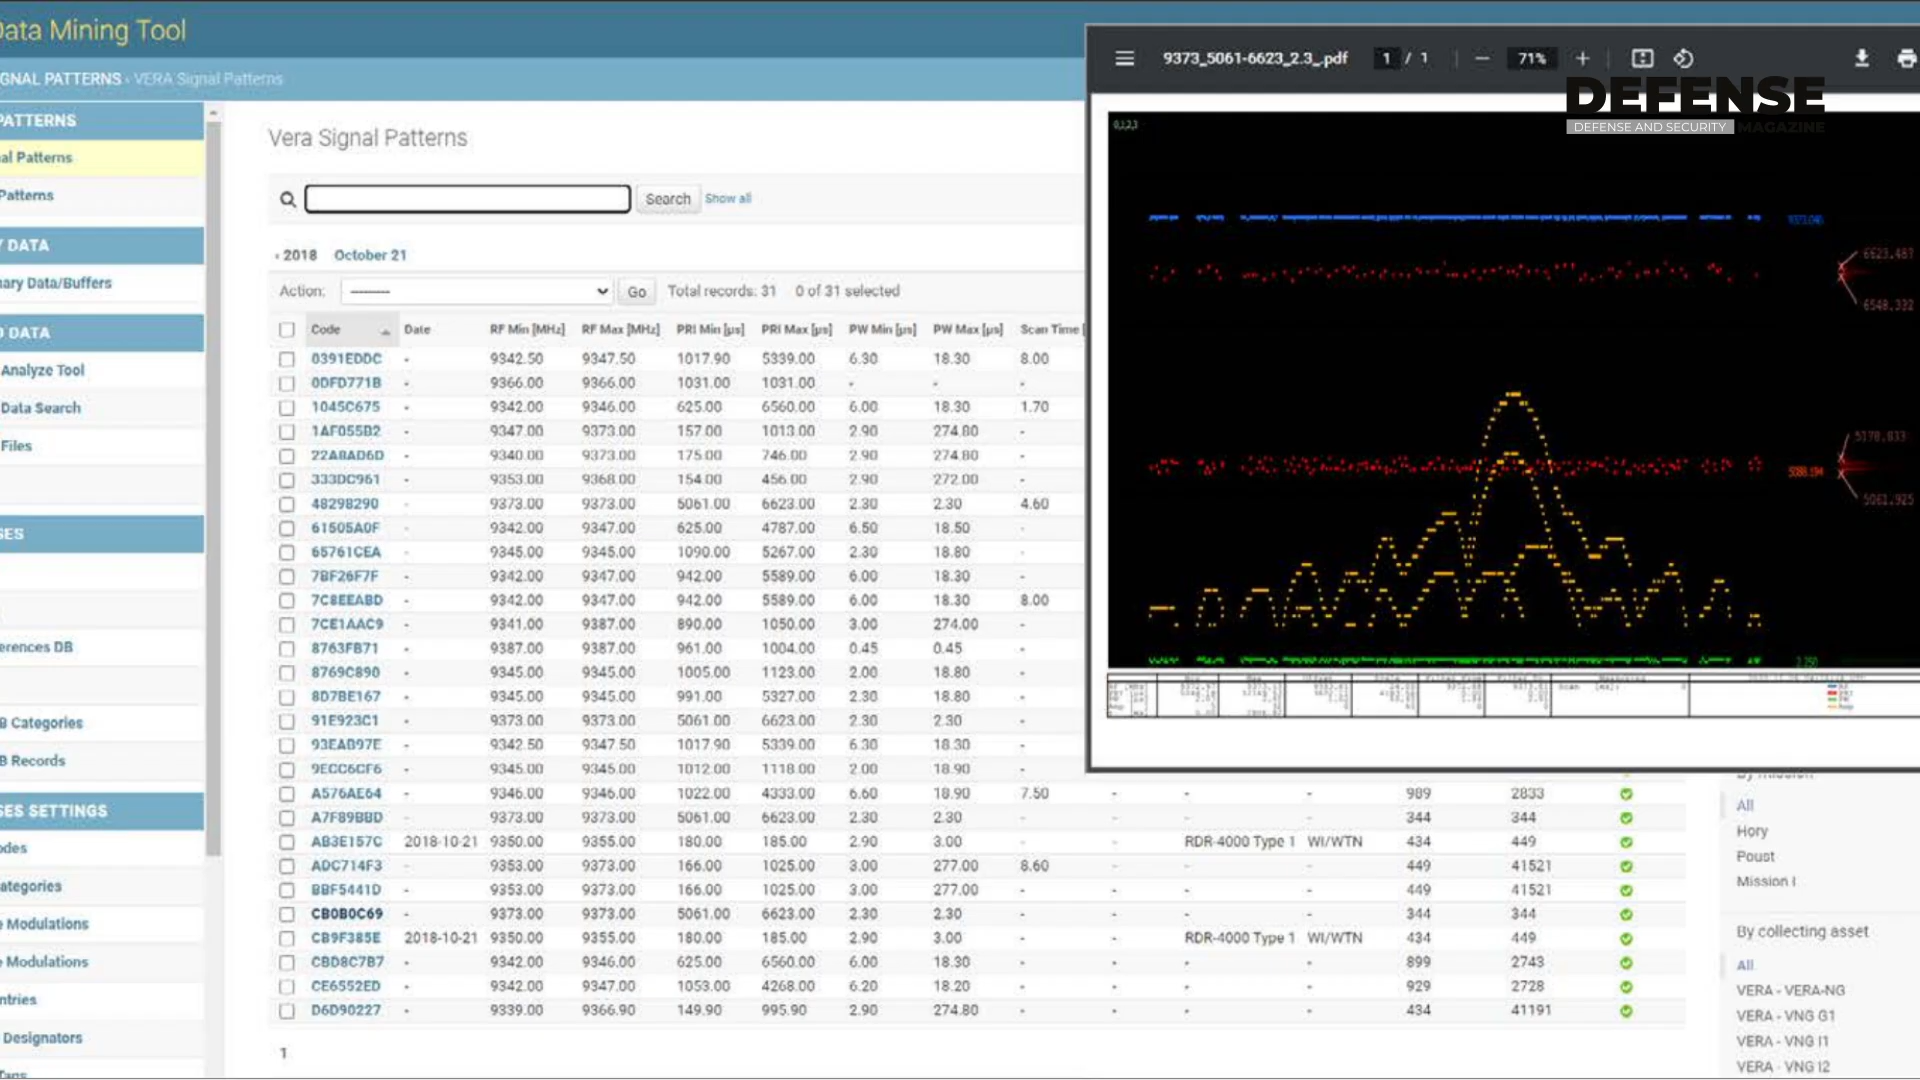 Data Mining Tool
GNAL PATTERNS › VERA Signal Patterns
PATTERNS
al Patterns
Patterns
DATA
ary Data/Buffers
DATA
Analyze Tool
Data Search
Files
SES
erences DB
B Categories
B Records
SES SETTINGS
odes
ategories
e Modulations
e Modulations
ntries
Designators
Tags
Vera Signal Patterns
Search Show all
‹ 2018 October 21
Action: --------- Go Total records: 31 0 of 31 selected
Code Date RF Min [MHz] RF Max [MHz] PRI Min [µs] PRI Max [µs] PW Min [µs] PW Max [µs] Scan Time [
0391EDDC - 9342.50 9347.50 1017.90 5339.00 6.30 18.30 8.00
0DFD771B - 9366.00 9366.00 1031.00 1031.00 - - -
1045C675 - 9342.00 9346.00 625.00 6560.00 6.00 18.30 1.70
1AF055B2 - 9347.00 9373.00 157.00 1013.00 2.90 274.80 -
22A8AD6D - 9340.00 9373.00 175.00 746.00 2.90 274.80 -
333DC961 - 9353.00 9368.00 154.00 456.00 2.90 272.00 -
48298290 - 9373.00 9373.00 5061.00 6623.00 2.30 2.30 4.60
61505A0F - 9342.00 9347.00 625.00 4787.00 6.50 18.50 -
65761CEA - 9345.00 9345.00 1090.00 5267.00 2.30 18.80 -
7BF26F7F - 9342.00 9347.00 942.00 5589.00 6.00 18.30 -
7C8EEABD - 9342.00 9347.00 942.00 5589.00 6.00 18.30 8.00
7CE1AAC9 - 9341.00 9387.00 890.00 1050.00 3.00 274.00 -
8763FB71 - 9387.00 9387.00 961.00 1004.00 0.45 0.45 -
8769C890 - 9345.00 9345.00 1005.00 1123.00 2.00 18.80 -
8D7BE167 - 9345.00 9345.00 991.00 5327.00 2.30 18.80 -
91E923C1 - 9373.00 9373.00 5061.00 6623.00 2.30 2.30 -
93EAB97E - 9342.50 9347.50 1017.90 5339.00 6.30 18.30 -
9ECC6CF6 - 9345.00 9345.00 1012.00 1118.00 2.00 18.90 -
A576AE64 - 9346.00 9346.00 1022.00 4333.00 6.60 18.90 7.50 - - - 989 2833
A7F89BBD - 9373.00 9373.00 5061.00 6623.00 2.30 2.30 - - - - 344 344
AB3E157C 2018-10-21 9350.00 9355.00 180.00 185.00 2.90 3.00 - - RDR-4000 Type 1 WI/WTN 434 449
ADC714F3 - 9353.00 9373.00 166.00 1025.00 3.00 277.00 8.60 - - - 449 41521
BBF5441D - 9353.00 9373.00 166.00 1025.00 3.00 277.00 - - - - 449 41521
CB0B0C69 - 9373.00 9373.00 5061.00 6623.00 2.30 2.30 - - - - 344 344
CB9F385E 2018-10-21 9350.00 9355.00 180.00 185.00 2.90 3.00 - - RDR-4000 Type 1 WI/WTN 434 449
CBD8C7B7 - 9342.00 9346.00 625.00 6560.00 6.00 18.30 - - - - 899 2743
CE6552ED - 9342.00 9347.00 1053.00 4268.00 6.20 18.20 - - - - 929 2728
D6D90227 - 9339.00 9366.90 149.90 995.90 2.90 274.80 - - - - 434 41191
1
9373_5061-6623_2.3_.pdf 1 / 1 71%
DEFENSE
DEFENSE AND SECURITY MAGAZINE
6623.487
6548.332
5178.833
5061.925
2.250
By mission
All
Hory
Poust
Mission I
By collecting asset
All
VERA - VERA-NG
VERA - VNG G1
VERA - VNG I1
VERA - VNG I2